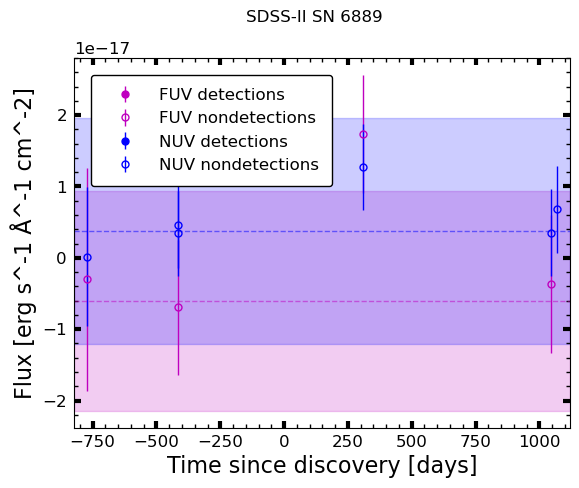 SDSS-II SN 6889
1e−17
FUV detections
FUV nondetections
NUV detections
NUV nondetections
2
1
0
−1
−2
Flux [erg s^-1 Å^-1 cm^-2]
−750 −500 −250 0 250 500 750 1000
Time since discovery [days]